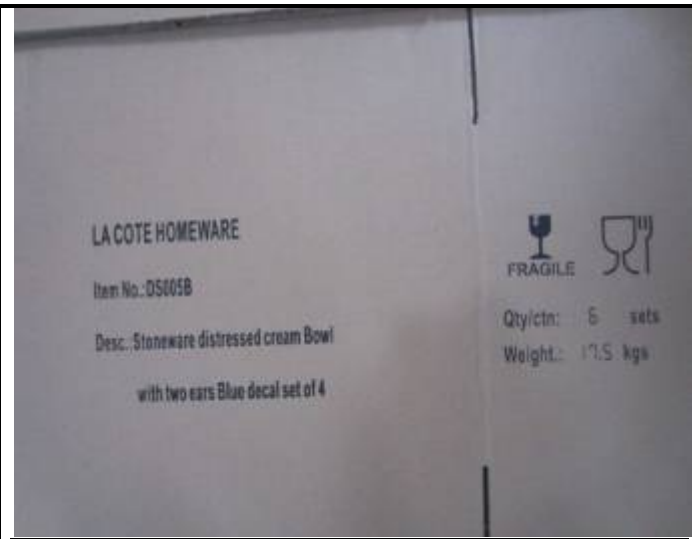 LA COTE HOMEWARE
Item No.:DS005B
Desc.:Stoneware distressed cream Bowl
with two ears Blue decal set of 4
FRAGILE
Qty/ctn: sets
Weight.: kgs